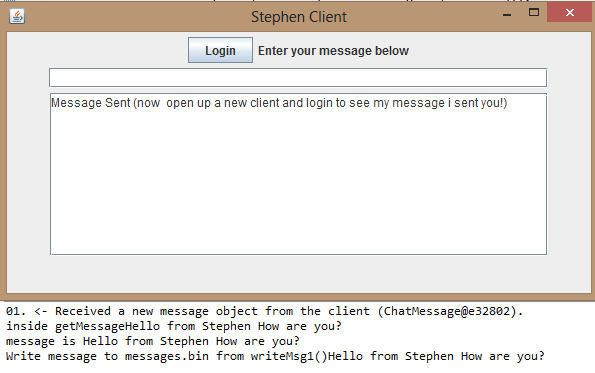 Stephen Client
Login Enter your message below
Message Sent (now  open up a new client and login to see my message i sent you!)
01. <- Received a new message object from the client (ChatMessage@e32802).
inside getMessageHello from Stephen How are you?
message is Hello from Stephen How are you?
Write message to messages.bin from writeMsg1()Hello from Stephen How are you?